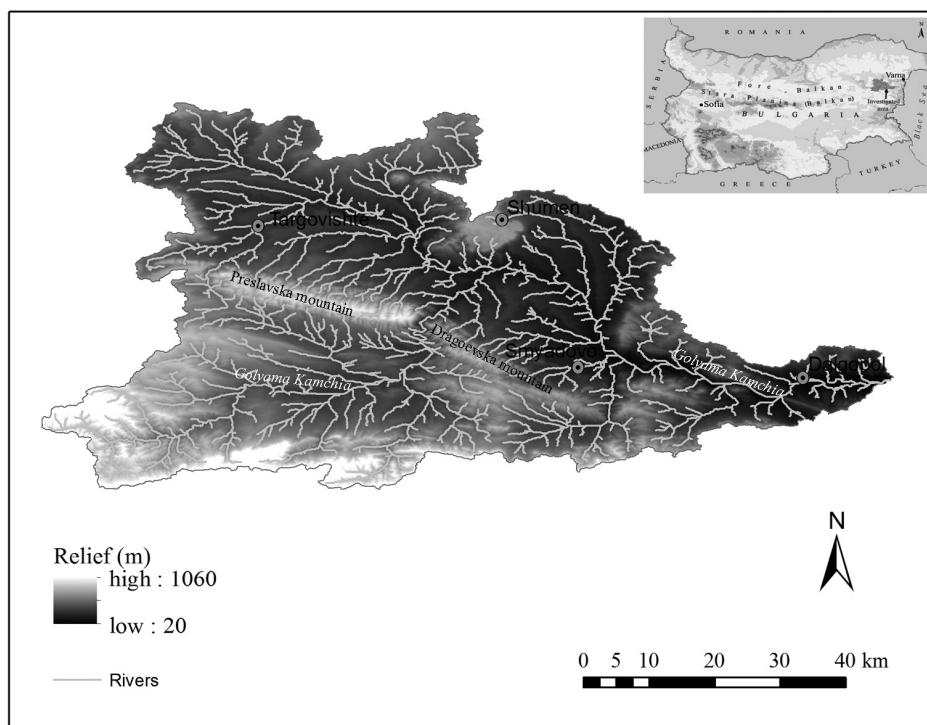 ROMANIA
N
SERBIA
Fore - Balkan
Varna
Stara Planina (Balkan)
Sofia
Investigated
area
BULGARIA
Black Sea
MACEDONIA
TURKEY
GREECE
Targovishte
Shumen
Preslavska mountain
Dragoevska mountain
Smyadovo
Golyama Kamchia
Dalgopol
Golyama Kamchia
N
Relief (m)
high : 1060
low : 20
Rivers
0 5 10 20 30 40 km